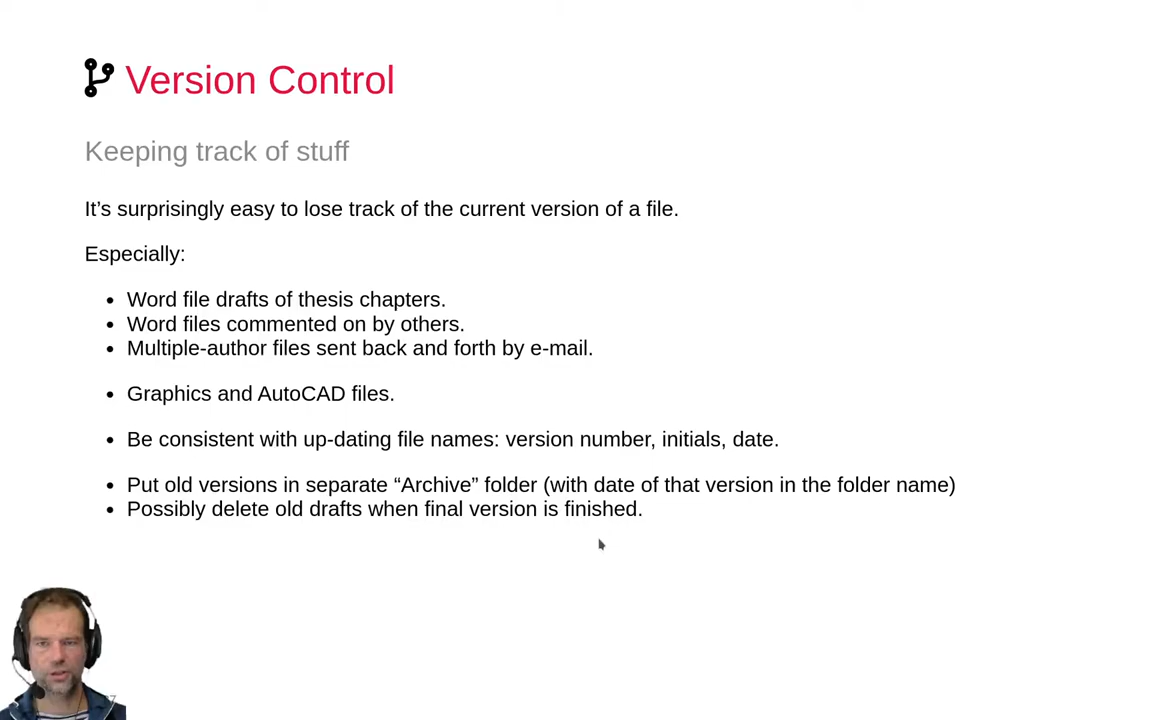 Version Control
Keeping track of stuff
It’s surprisingly easy to lose track of the current version of a file.
Especially:
• Word file drafts of thesis chapters.
• Word files commented on by others.
• Multiple-author files sent back and forth by e-mail.
• Graphics and AutoCAD files.
• Be consistent with up-dating file names: version number, initials, date.
• Put old versions in separate “Archive” folder (with date of that version in the folder name)
• Possibly delete old drafts when final version is finished.